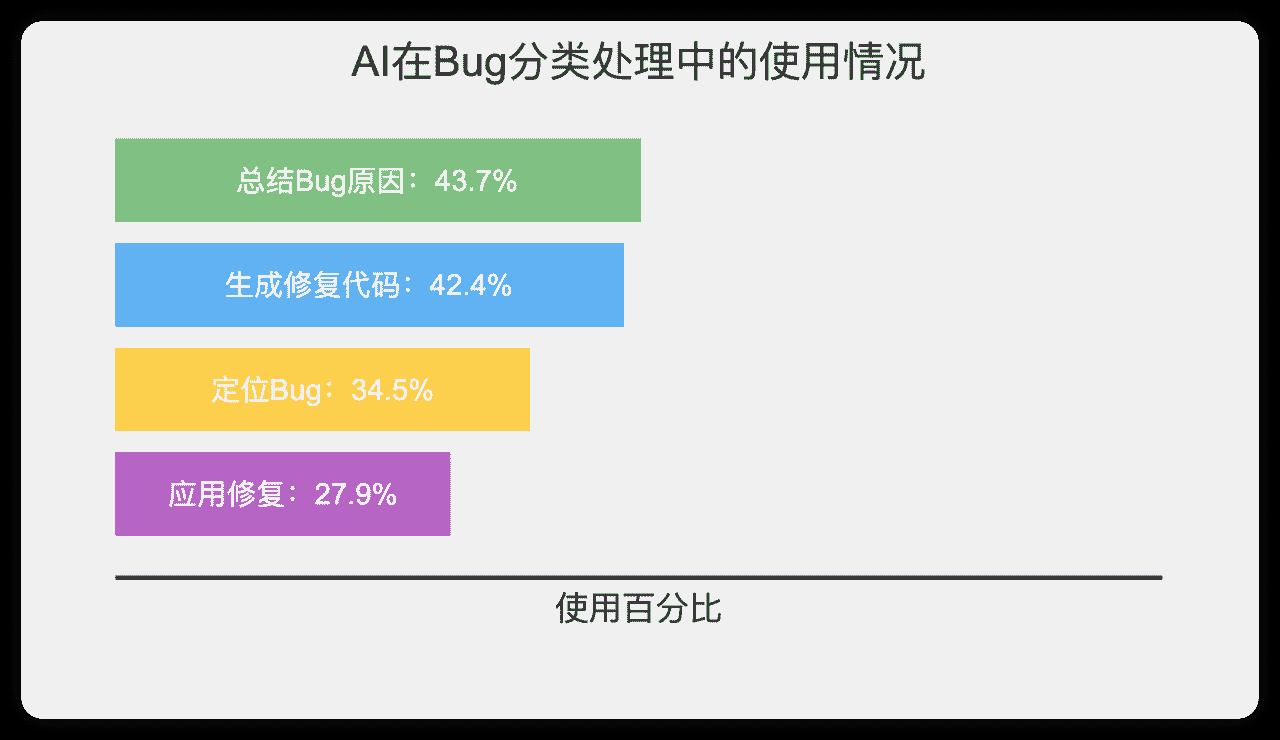 AI在Bug分类处理中的使用情况
总结Bug原因：43.7%
生成修复代码：42.4%
定位Bug：34.5%
应用修复：27.9%
使用百分比